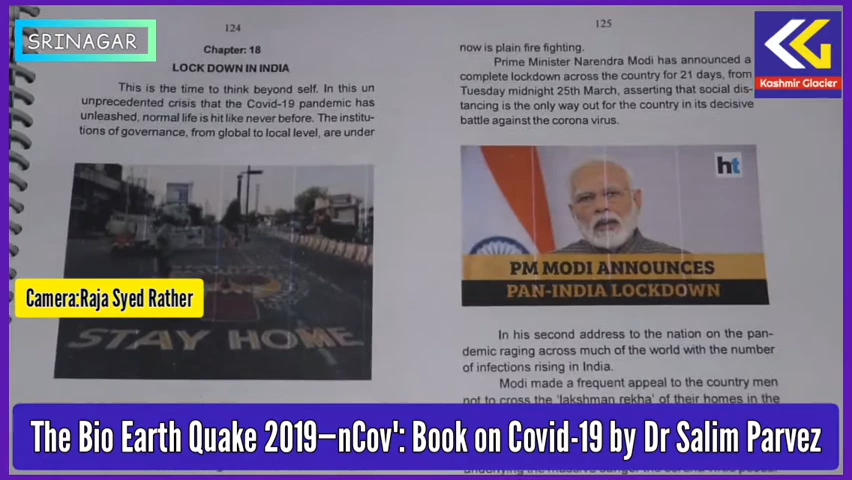 SRINAGAR
Kashmir Glacier
124
Chapter: 18
LOCK DOWN IN INDIA
This is the time to think beyond self. In this un
unprecedented crisis that the Covid-19 pandemic has
unleashed, normal life is hit like never before. The institu-
tions of governance, from global to local level, are under
STAY HOME
Camera:Raja Syed Rather
125
now is plain fire fighting.
Prime Minister Narendra Modi has announced a
complete lockdown across the country for 21 days, from
Tuesday midnight 25th March, asserting that social dis-
tancing is the only way out for the country in its decisive
battle against the corona virus.
ht
PM MODI ANNOUNCES
PAN-INDIA LOCKDOWN
In his second address to the nation on the pan-
demic raging across much of the world with the number
of infections rising in India.
Modi made a frequent appeal to the country men
not to cross the 'lakshman rekha' of their homes in the
The Bio Earth Quake 2019–nCov': Book on Covid-19 by Dr Salim Parvez